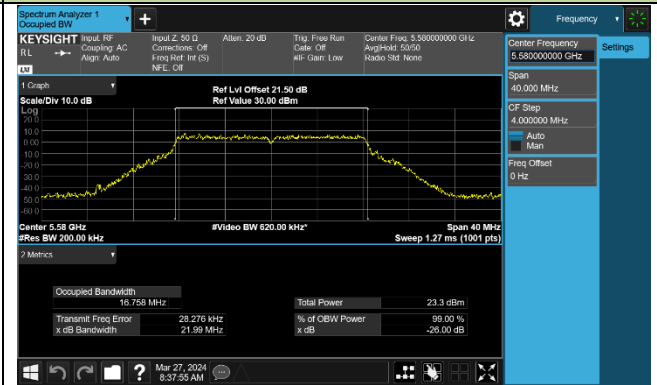 Spectrum Analyzer 1
Occupied BW
Frequency
KEYSIGHT
RL
LXI
Input: RF
Coupling: AC
Align: Auto
Input Z: 50 Ω
Corrections: Off
Freq Ref: Int (S)
NFE: Off
Atten: 20 dB
Trig: Free Run
Gate: Off
#IF Gain: Low
Center Freq: 5.580000000 GHz
Avg|Hold: 50/50
Radio Std: None
Center Frequency
5.580000000 GHz
Settings
Span
40.000 MHz
CF Step
4.000000 MHz
Auto
Man
Freq Offset
0 Hz
1 Graph
Scale/Div 10.0 dB
Ref Lvl Offset 21.50 dB
Ref Value 30.00 dBm
Log
20.0
10.0
0.00
-10.0
-20.0
-30.0
-40.0
-50.0
-60.0
Center 5.58 GHz
#Video BW 620.00 kHz*
Span 40 MHz
#Res BW 200.00 kHz
Sweep 1.27 ms (1001 pts)
2 Metrics
Occupied Bandwidth
16.758 MHz
Total Power 23.3 dBm
Transmit Freq Error 28.276 kHz
% of OBW Power 99.00 %
x dB Bandwidth 21.99 MHz
x dB -26.00 dB
?
Mar 27, 2024
8:37:55 AM